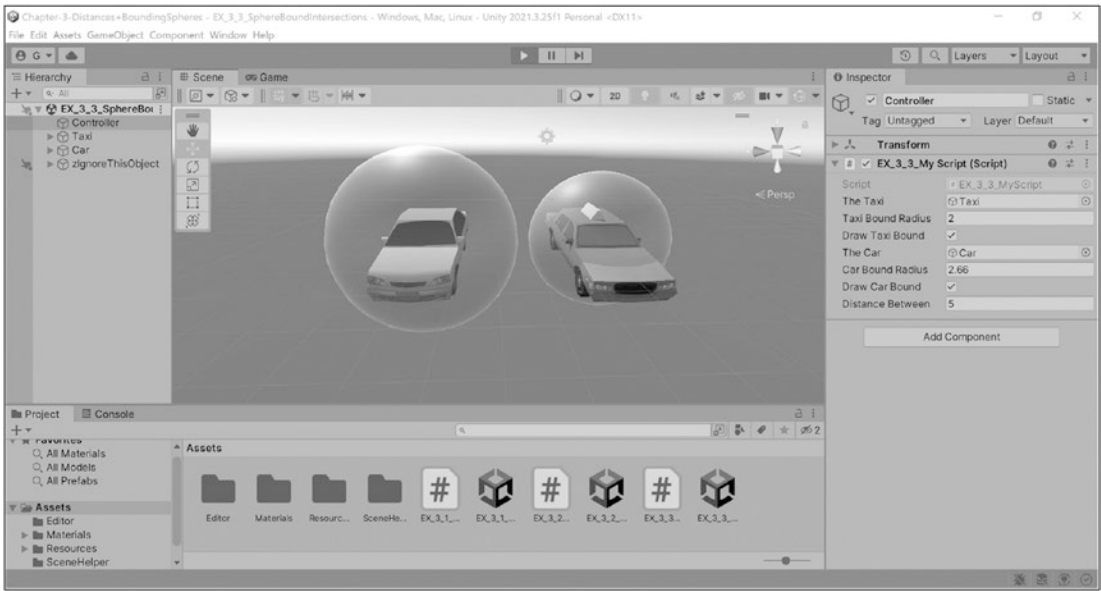 Chapter-3-Distances+BoundingSpheres - EX_3_3_SphereBoundIntersections - Windows, Mac, Linux - Unity 2021.3.25f1 Personal <DX11>
File Edit Assets GameObject Component Window Help
G
Layers
Layout
Hierarchy
All
EX_3_3_SphereBou
Controller
Taxi
Car
zIgnoreThisObject
Scene
Game
2D
Persp
Inspector
Controller
Static
Tag Untagged
Layer Default
Transform
# EX_3_3_My Script (Script)
Script
# EX_3_3_MyScript
The Taxi
Taxi
Taxi Bound Radius
2
Draw Taxi Bound
The Car
Car
Car Bound Radius
2.66
Draw Car Bound
Distance Between
5
Add Component
Project
Console
2
Favorites
All Materials
All Models
All Prefabs
Assets
Editor
Materials
Resources
SceneHelper
Assets
#
#
#
Editor
Materials
Resourc...
SceneHe...
EX_3_1_...
EX_3_1_...
EX_3_2...
EX_3_2_...
EX_3_3...
EX_3_3_...